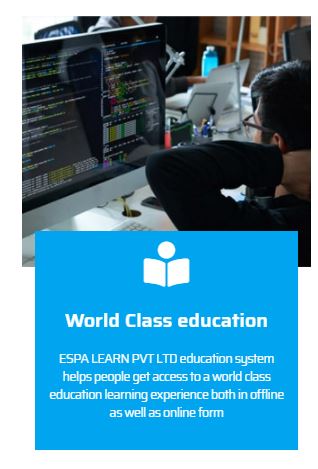 World Class education
ESPA LEARN PVT LTD education system
helps people get access to a world class
education learning experience both in offline
as well as online form